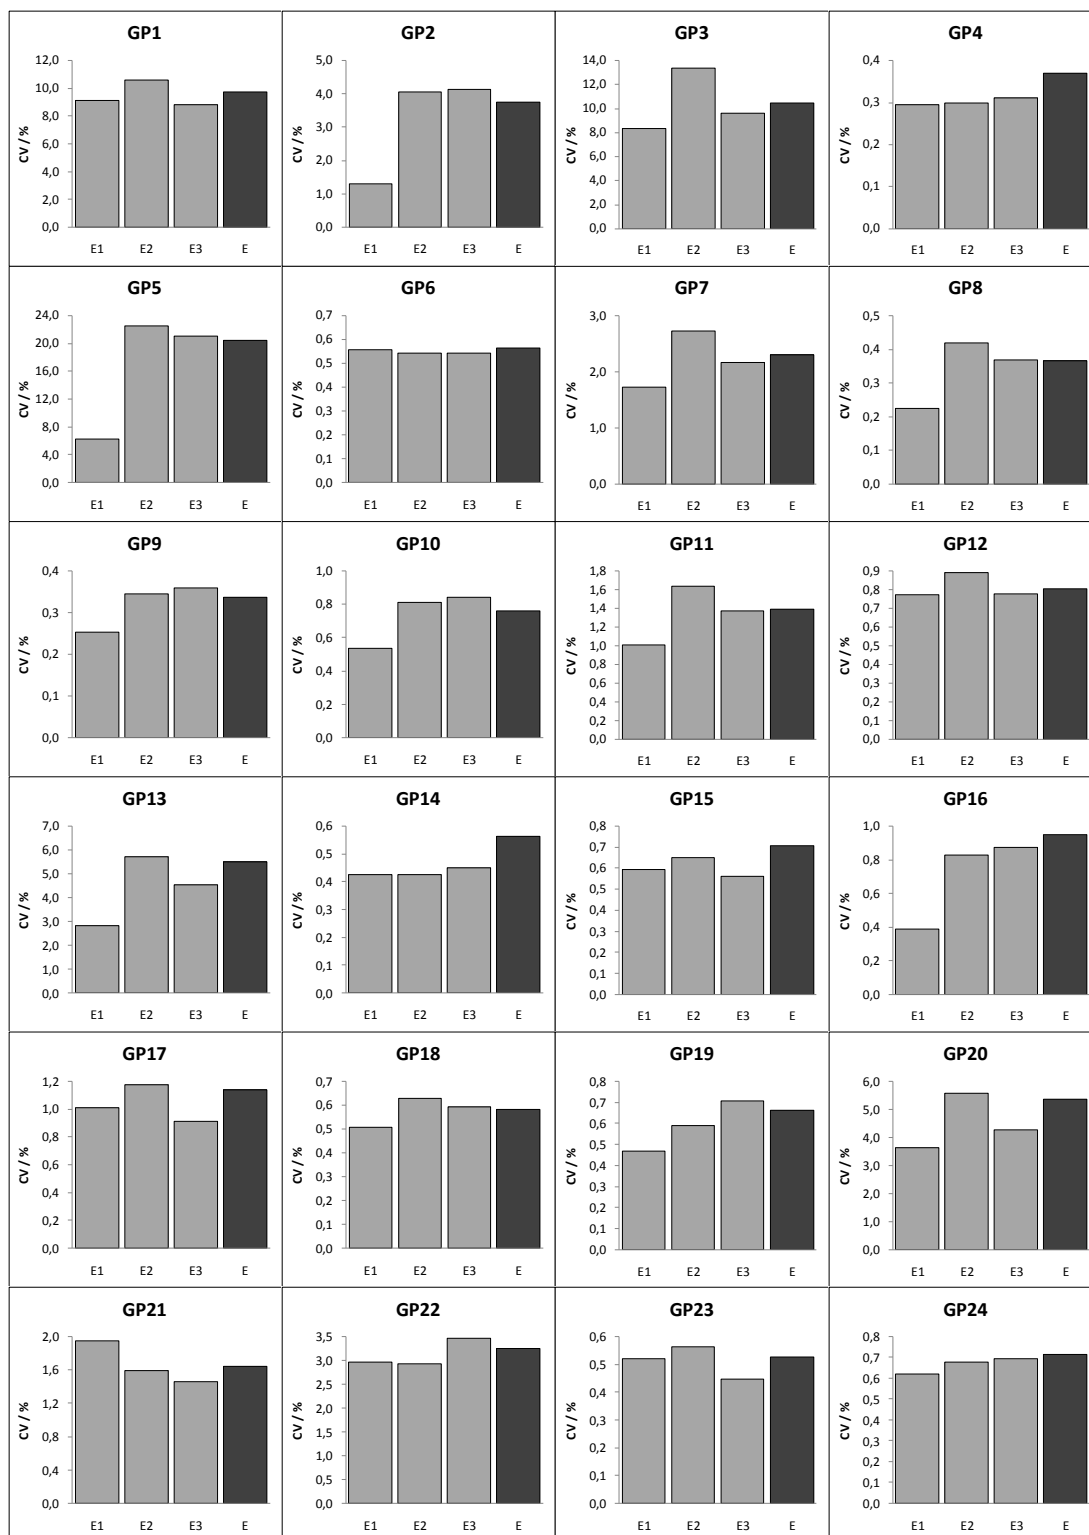 GP1
12,0
10,0
8,0
6,0
4,0
2,0
0,0
CV / %
E1 E2 E3 E
GP2
5,0
4,0
3,0
2,0
1,0
0,0
CV / %
E1 E2 E3 E
GP3
14,0
12,0
10,0
8,0
6,0
4,0
2,0
0,0
CV / %
E1 E2 E3 E
GP4
0,4
0,3
0,2
0,1
0,0
CV / %
E1 E2 E3 E
GP5
24,0
20,0
16,0
12,0
8,0
4,0
0,0
CV / %
E1 E2 E3 E
GP6
0,7
0,6
0,5
0,4
0,3
0,2
0,1
0,0
CV / %
E1 E2 E3 E
GP7
3,0
2,0
1,0
0,0
CV / %
E1 E2 E3 E
GP8
0,5
0,4
0,3
0,2
0,1
0,0
CV / %
E1 E2 E3 E
GP9
0,4
0,3
0,2
0,1
0,0
CV / %
E1 E2 E3 E
GP10
1,0
0,8
0,6
0,4
0,2
0,0
CV / %
E1 E2 E3 E
GP11
1,8
1,6
1,4
1,2
1,0
0,8
0,6
0,4
0,2
0,0
CV / %
E1 E2 E3 E
GP12
0,9
0,8
0,7
0,6
0,5
0,4
0,3
0,2
0,1
0,0
CV / %
E1 E2 E3 E
GP13
7,0
6,0
5,0
4,0
3,0
2,0
1,0
0,0
CV / %
E1 E2 E3 E
GP14
0,6
0,5
0,4
0,3
0,2
0,1
0,0
CV / %
E1 E2 E3 E
GP15
0,8
0,7
0,6
0,5
0,4
0,3
0,2
0,1
0,0
CV / %
E1 E2 E3 E
GP16
1,0
0,8
0,6
0,4
0,2
0,0
CV / %
E1 E2 E3 E
GP17
1,2
1,0
0,8
0,6
0,4
0,2
0,0
CV / %
E1 E2 E3 E
GP18
0,7
0,6
0,5
0,4
0,3
0,2
0,1
0,0
CV / %
E1 E2 E3 E
GP19
0,8
0,7
0,6
0,5
0,4
0,3
0,2
0,1
0,0
CV / %
E1 E2 E3 E
GP20
6,0
5,0
4,0
3,0
2,0
1,0
0,0
CV / %
E1 E2 E3 E
GP21
2,0
1,6
1,2
0,8
0,4
0,0
CV / %
E1 E2 E3 E
GP22
3,5
3,0
2,5
2,0
1,5
1,0
0,5
0,0
CV / %
E1 E2 E3 E
GP23
0,6
0,5
0,4
0,3
0,2
0,1
0,0
CV / %
E1 E2 E3 E
GP24
0,8
0,7
0,6
0,5
0,4
0,3
0,2
0,1
0,0
CV / %
E1 E2 E3 E